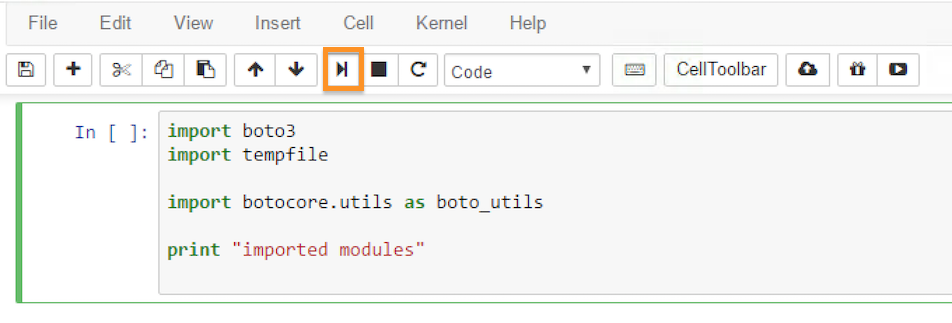 File Edit View Insert Cell Kernel Help
Code CellToolbar
In [ ]: import boto3
import tempfile
import botocore.utils as boto_utils
print "imported modules"